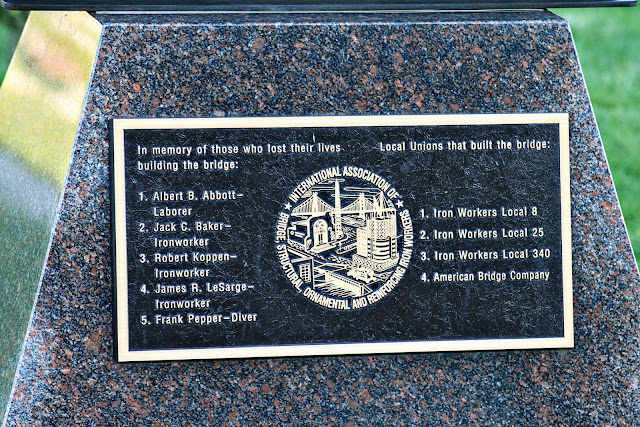 In memory of those who lost their lives
building the bridge:
1. Albert B. Abbott-
Laborer
2. Jack C. Baker-
Ironworker
3. Robert Koppen-
Ironworker
4. James R. LeSarge-
Ironworker
5. Frank Pepper-Diver
INTERNATIONAL ASSOCIATION OF
BRIDGE, STRUCTURAL, ORNAMENTAL AND REINFORCING IRON WORKERS
Local Unions that built the bridge:
1. Iron Workers Local 8
2. Iron Workers Local 25
3. Iron Workers Local 340
4. American Bridge Company